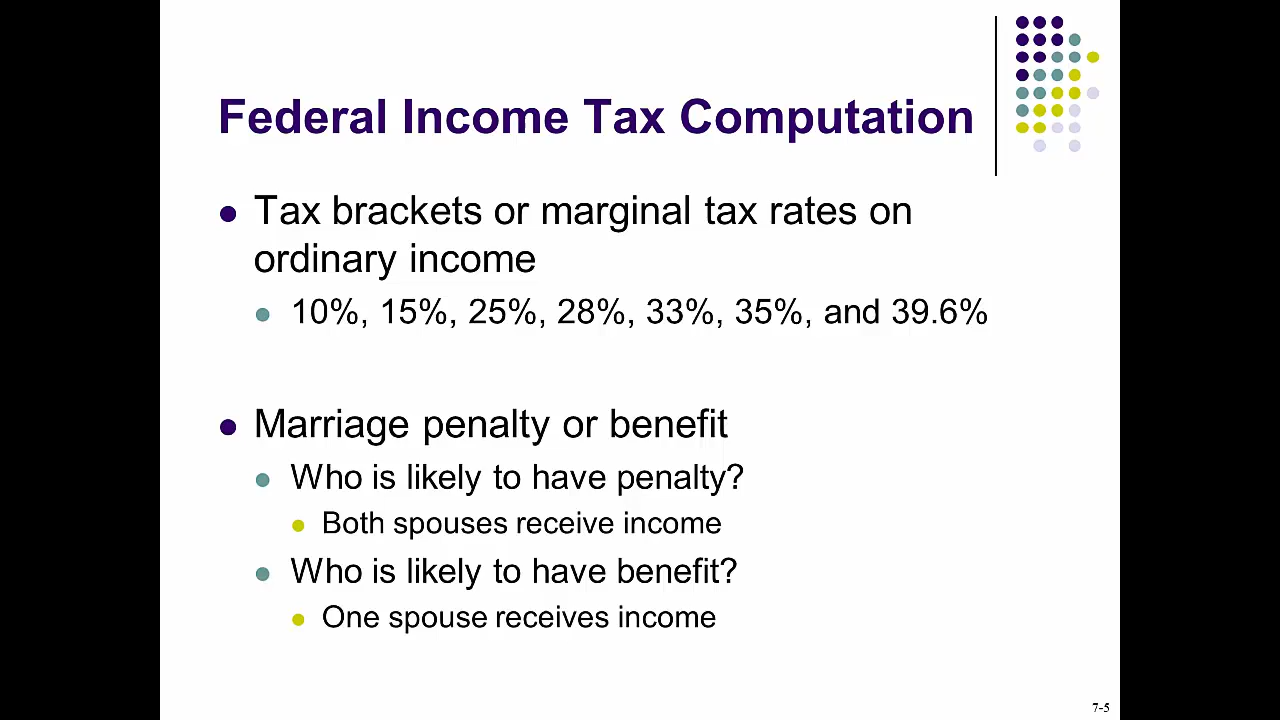 Federal Income Tax Computation
Tax brackets or marginal tax rates on
ordinary income
10%, 15%, 25%, 28%, 33%, 35%, and 39.6%
Marriage penalty or benefit
Who is likely to have penalty?
Both spouses receive income
Who is likely to have benefit?
One spouse receives income
7-5